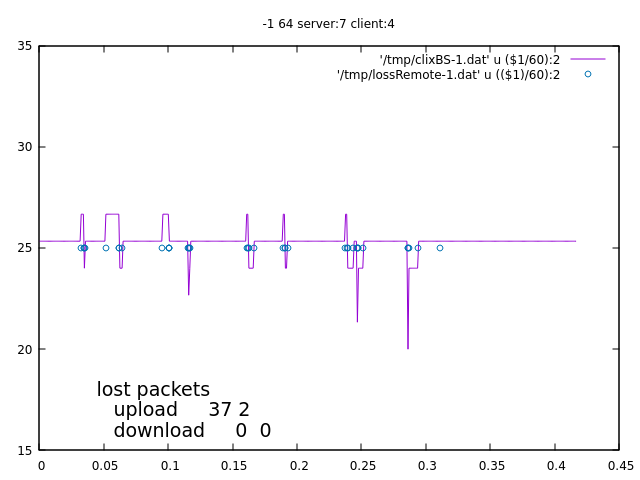 -1 64 server:7 client:4
'/tmp/clixBS-1.dat' u ($1/60):2
'/tmp/lossRemote-1.dat' u (($1)/60):2
35
30
25
20
15
lost packets
upload 37 2
download 0 0
0 0.05 0.1 0.15 0.2 0.25 0.3 0.35 0.4 0.45